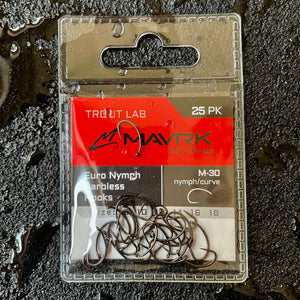 TROUT LAB 25 PK
MAVRK
Euro Nymph
Barbless
Hooks
M-30
nymph/curve
16 18